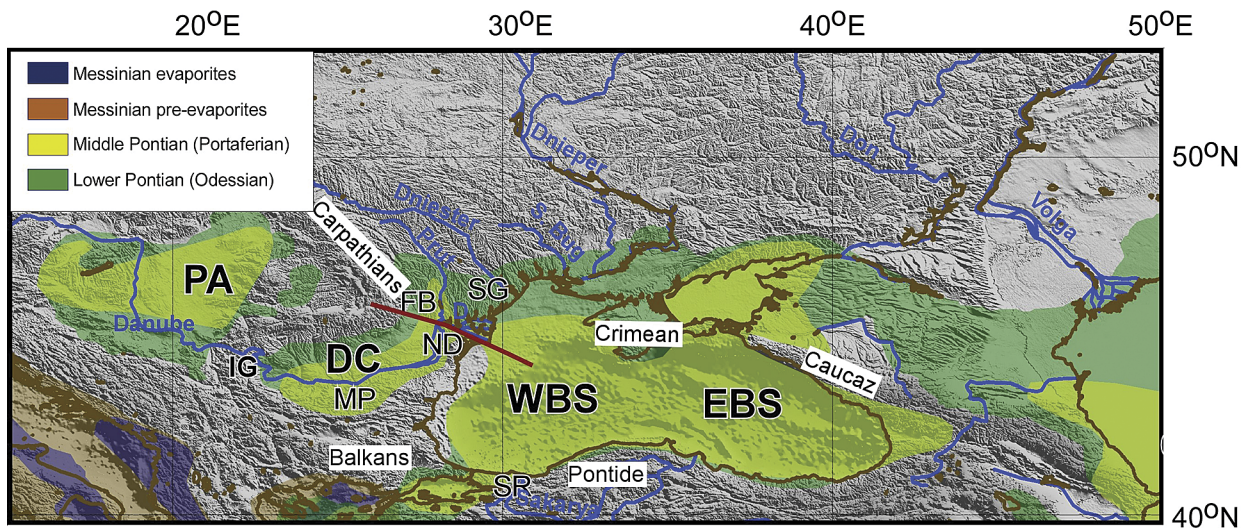 20°E
30°E
40°E
50°E
Messinian evaporites
Messinian pre-evaporites
Middle Pontian (Portaferian)
Lower Pontian (Odessian)
50°N
Dnieper
Don
Volga
Carpathians
Dniester
Prut
S. Bug
PA
FB
SG
D.
Danube
ND
Crimean
IG
DC
MP
WBS
EBS
Caucaz
Balkans
Pontide
SR
Sakarya
40°N